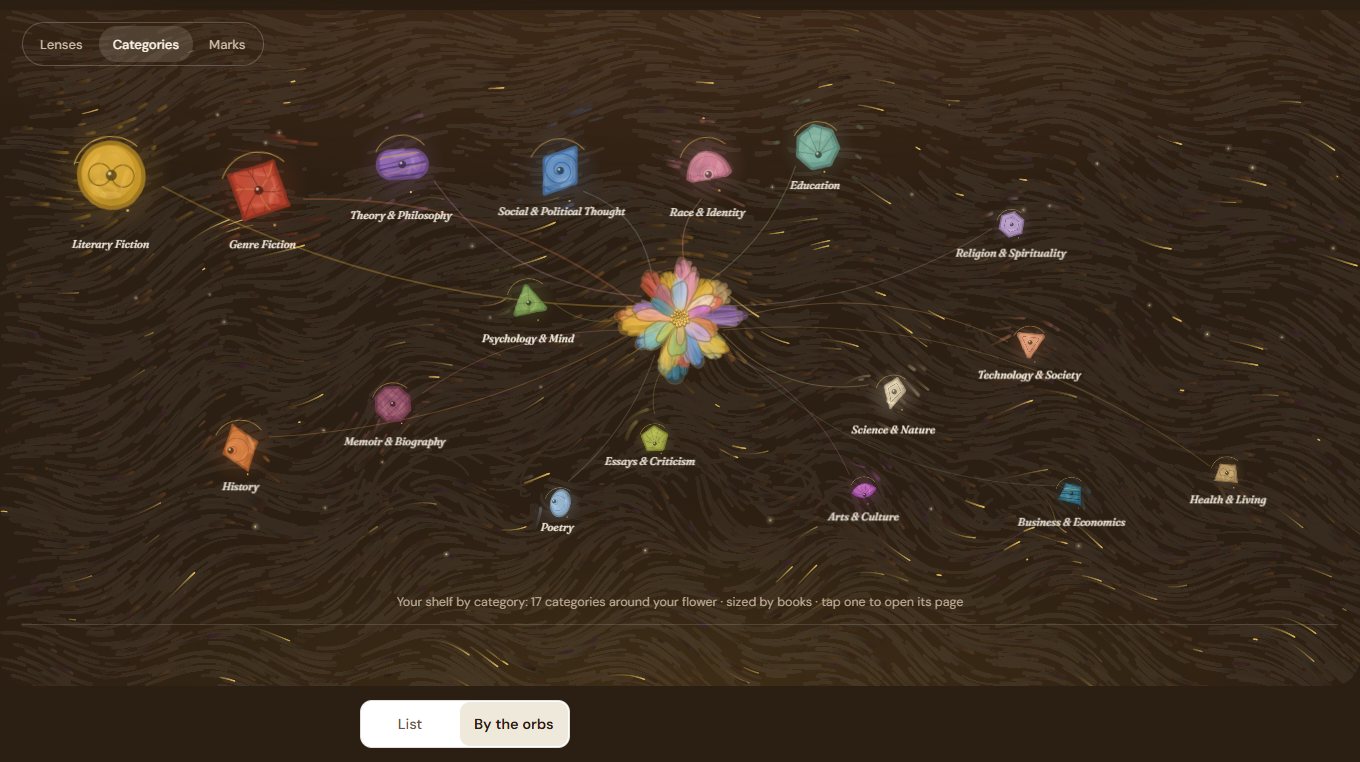 Lenses
Categories
Marks
Literary Fiction
Genre Fiction
Theory & Philosophy
Social & Political Thought
Race & Identity
Education
Religion & Spirituality
Psychology & Mind
Technology & Society
Memoir & Biography
Science & Nature
History
Essays & Criticism
Poetry
Arts & Culture
Business & Economics
Health & Living
Your shelf by category: 17 categories around your flower · sized by books · tap one to open its page
List
By the orbs